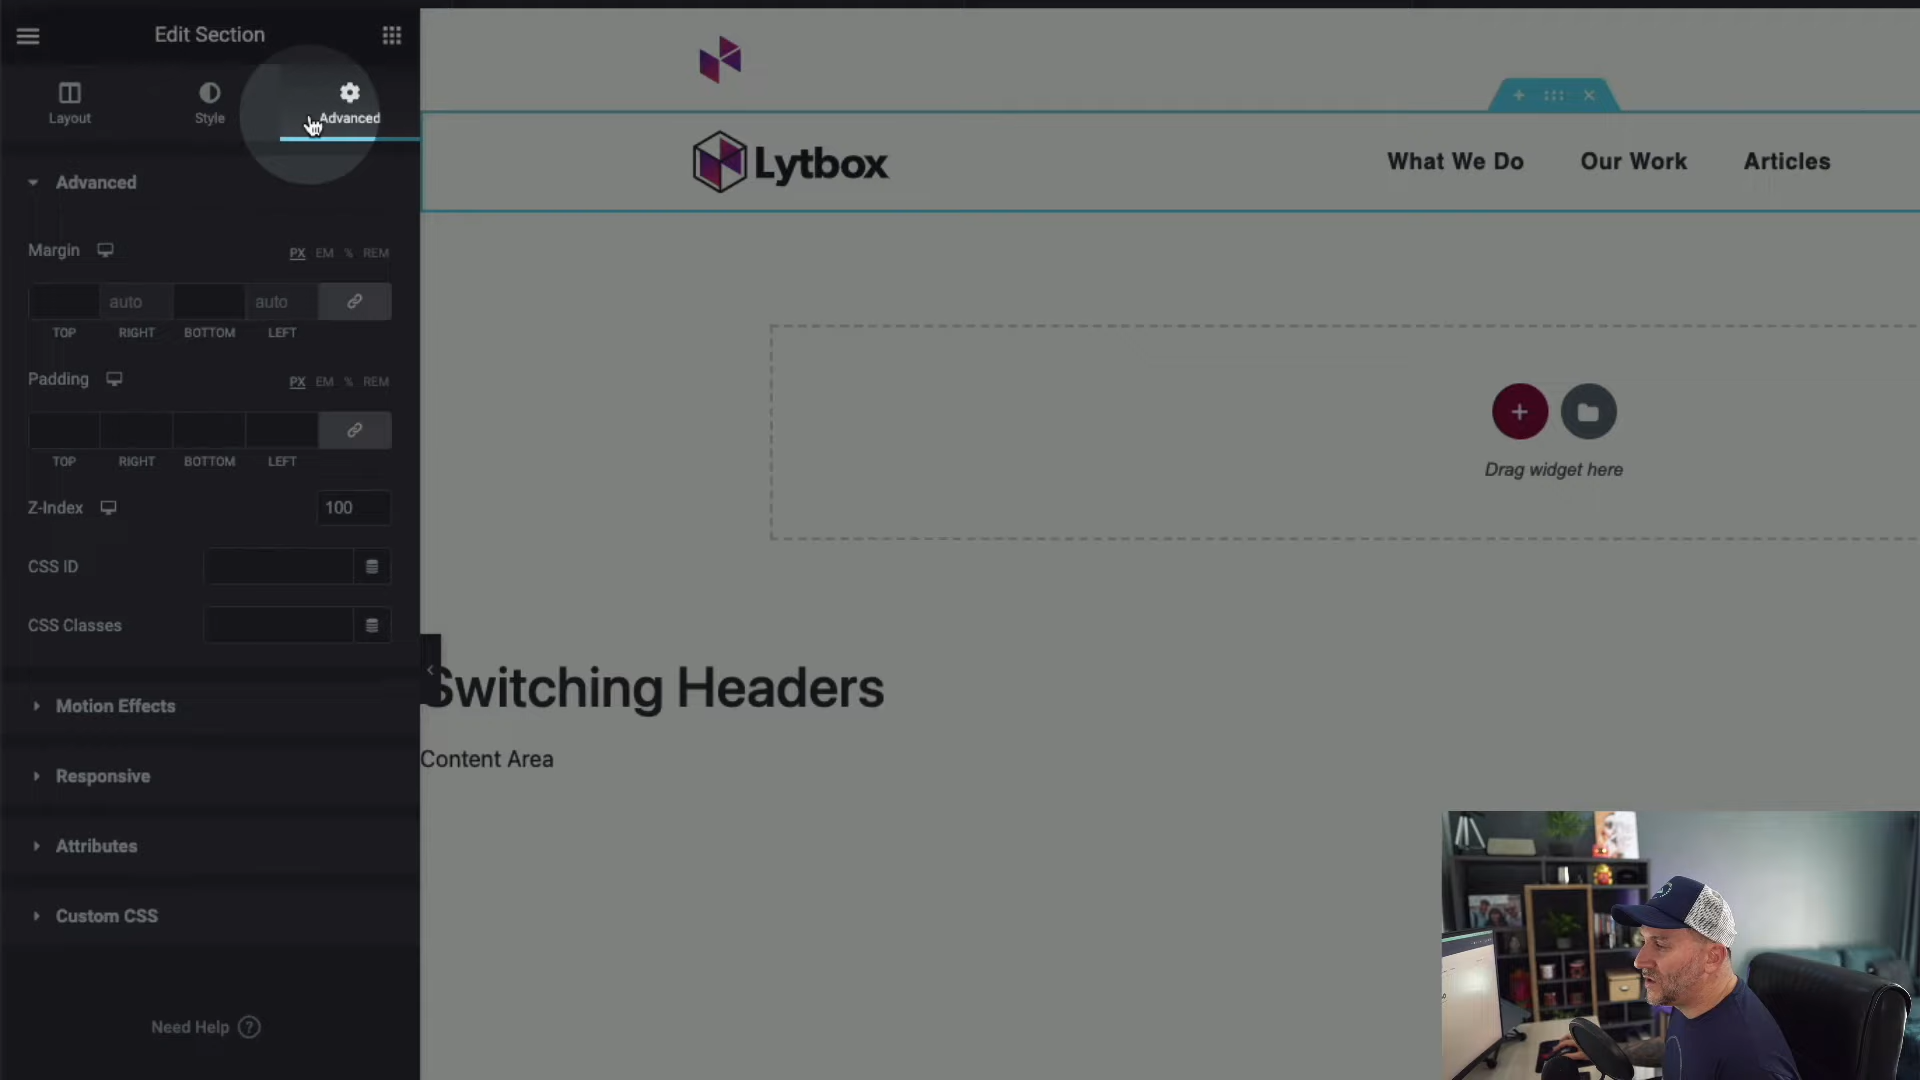 Edit Section
Layout
Style
Advanced
Advanced
Margin
PX EM % REM
auto
auto
TOP RIGHT BOTTOM LEFT
Padding
PX EM % REM
TOP RIGHT BOTTOM LEFT
Z-Index
100
CSS ID
CSS Classes
Motion Effects
Responsive
Attributes
Custom CSS
Need Help ?
Lytbox
What We Do
Our Work
Articles
Drag widget here
Switching Headers
Content Area